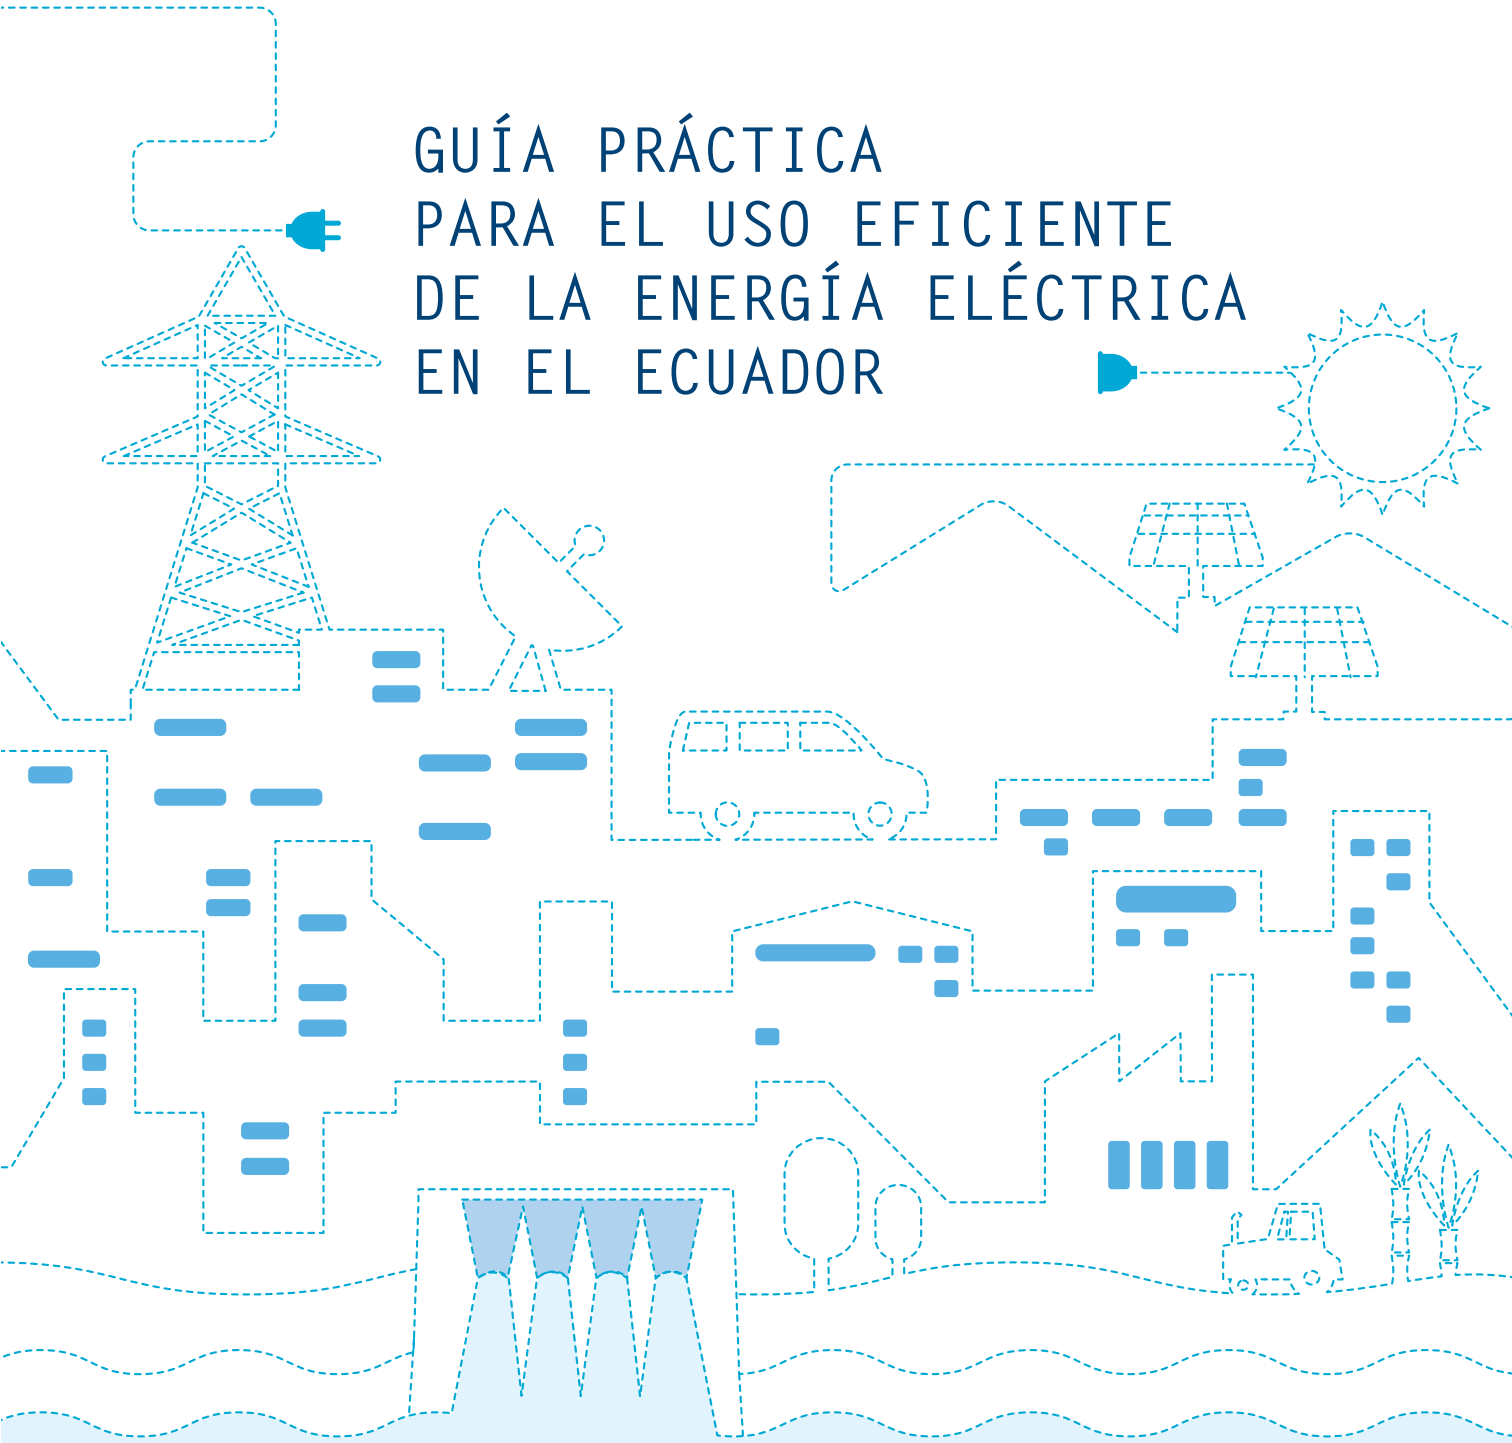 GUÍA PRÁCTICA
PARA EL USO EFICIENTE
DE LA ENERGÍA ELÉCTRICA
EN EL ECUADOR